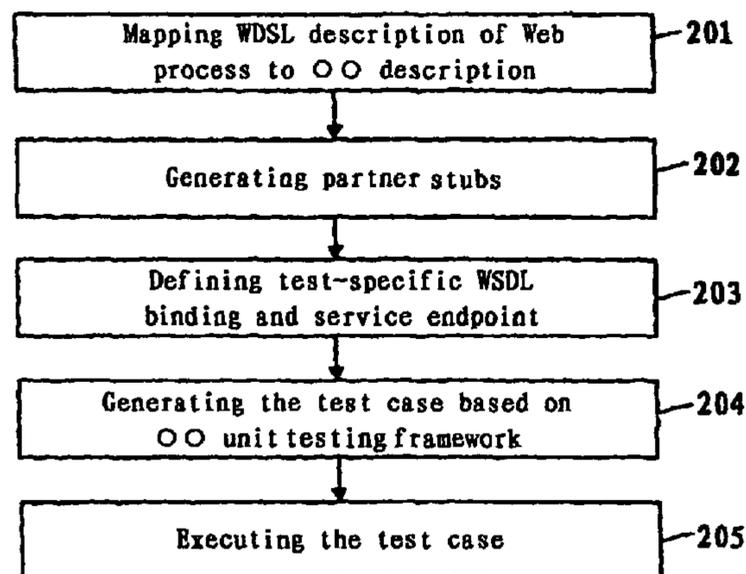 Mapping WDSL description of Web
process to OO description
201
Generating partner stubs
202
Defining test-specific WSDL
binding and service endpoint
203
Generating the test case based on
OO unit testing framework
204
Executing the test case
205